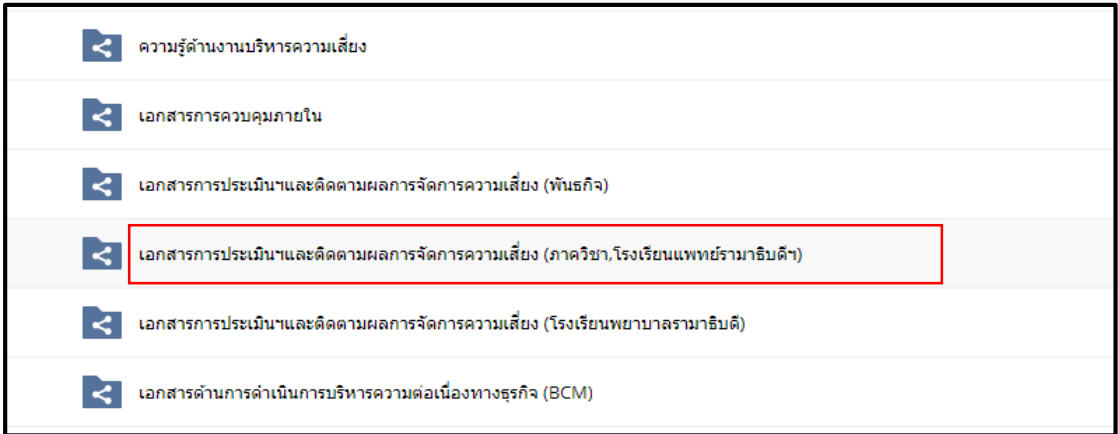 ความรู้ด้านงานบริหารความเสี่ยง
เอกสารการควบคุมภายใน
เอกสารการประเมินฯและติดตามผลการจัดการความเสี่ยง (พันธกิจ)
เอกสารการประเมินฯและติดตามผลการจัดการความเสี่ยง (ภาควิชา,โรงเรียนแพทย์รามาธิบดีฯ)
เอกสารการประเมินฯและติดตามผลการจัดการความเสี่ยง (โรงเรียนพยาบาลรามาธิบดี)
เอกสารด้านการดำเนินการบริหารความต่อเนื่องทางธุรกิจ (BCM)